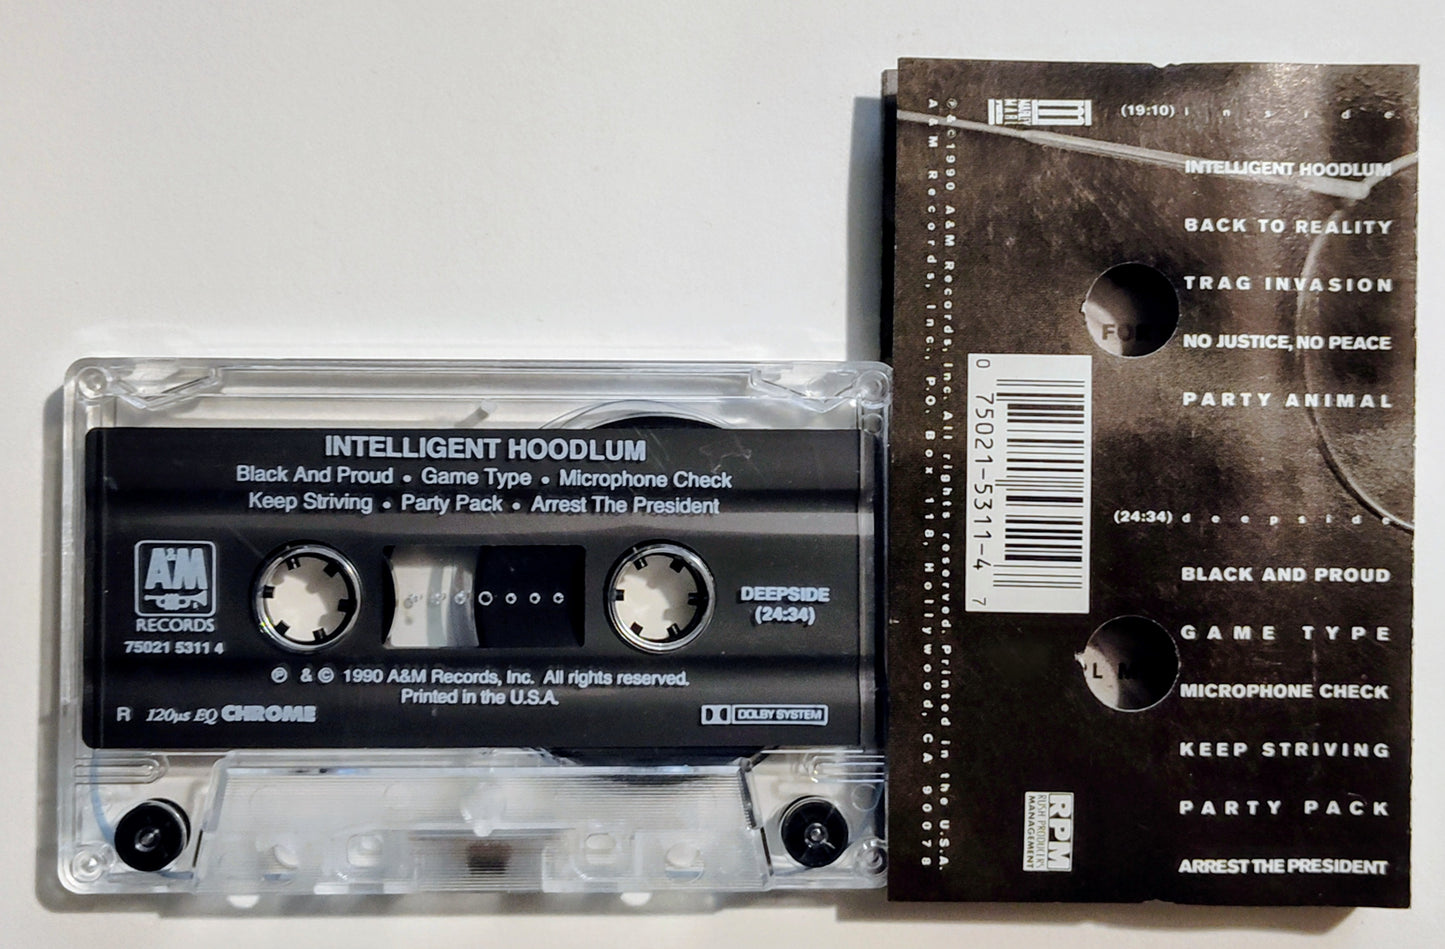 INTELLIGENT HOODLUM
Black And Proud • Game Type • Microphone Check
Keep Striving • Party Pack • Arrest The President
A&M
RECORDS
75021 5311 4
DEEPSIDE
(24:34)
℗ & © 1990 A&M Records, Inc. All rights reserved.
Printed in the U.S.A.
R 120µs EQ CHROME
DOLBY SYSTEM
(19:10) inside
INTELLIGENT HOODLUM
BACK TO REALITY
TRAG INVASION
NO JUSTICE, NO PEACE
PARTY ANIMAL
(24:34) deepside
BLACK AND PROUD
GAME TYPE
MICROPHONE CHECK
KEEP STRIVING
PARTY PACK
ARREST THE PRESIDENT
℗ & © 1990 A&M Records, Inc. All rights reserved. Printed in the U.S.A.
A&M Records, Inc., P.O. Box 118, Hollywood, CA 90078
0 75021-5311-4 7
RPM
RUSH PRODUCERS
MANAGEMENT